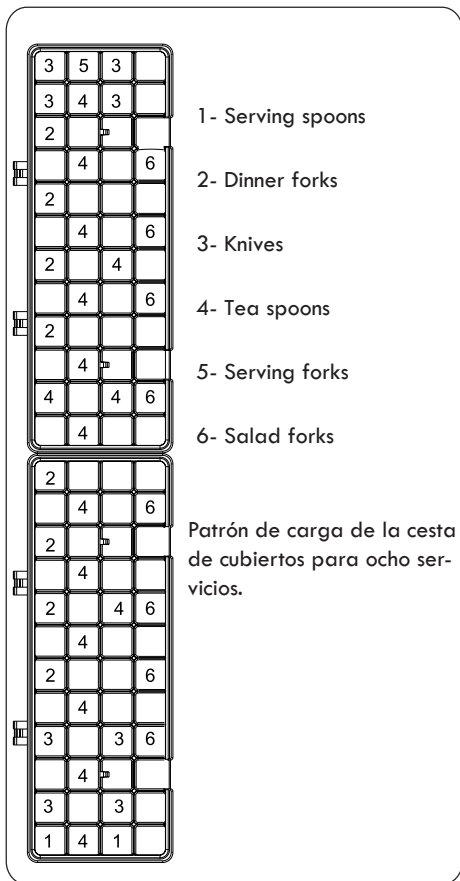 3 5 3
3 4 3
2
4 6
2
4 6
2 4
4 6
2
4
4 4 6
4
2
4 6
2
4
2 4 6
4
2 6
4
3 3 6
4
3 3
1 4 1
1- Serving spoons
2- Dinner forks
3- Knives
4- Tea spoons
5- Serving forks
6- Salad forks
Patrón de carga de la cesta
de cubiertos para ocho ser-
vicios.